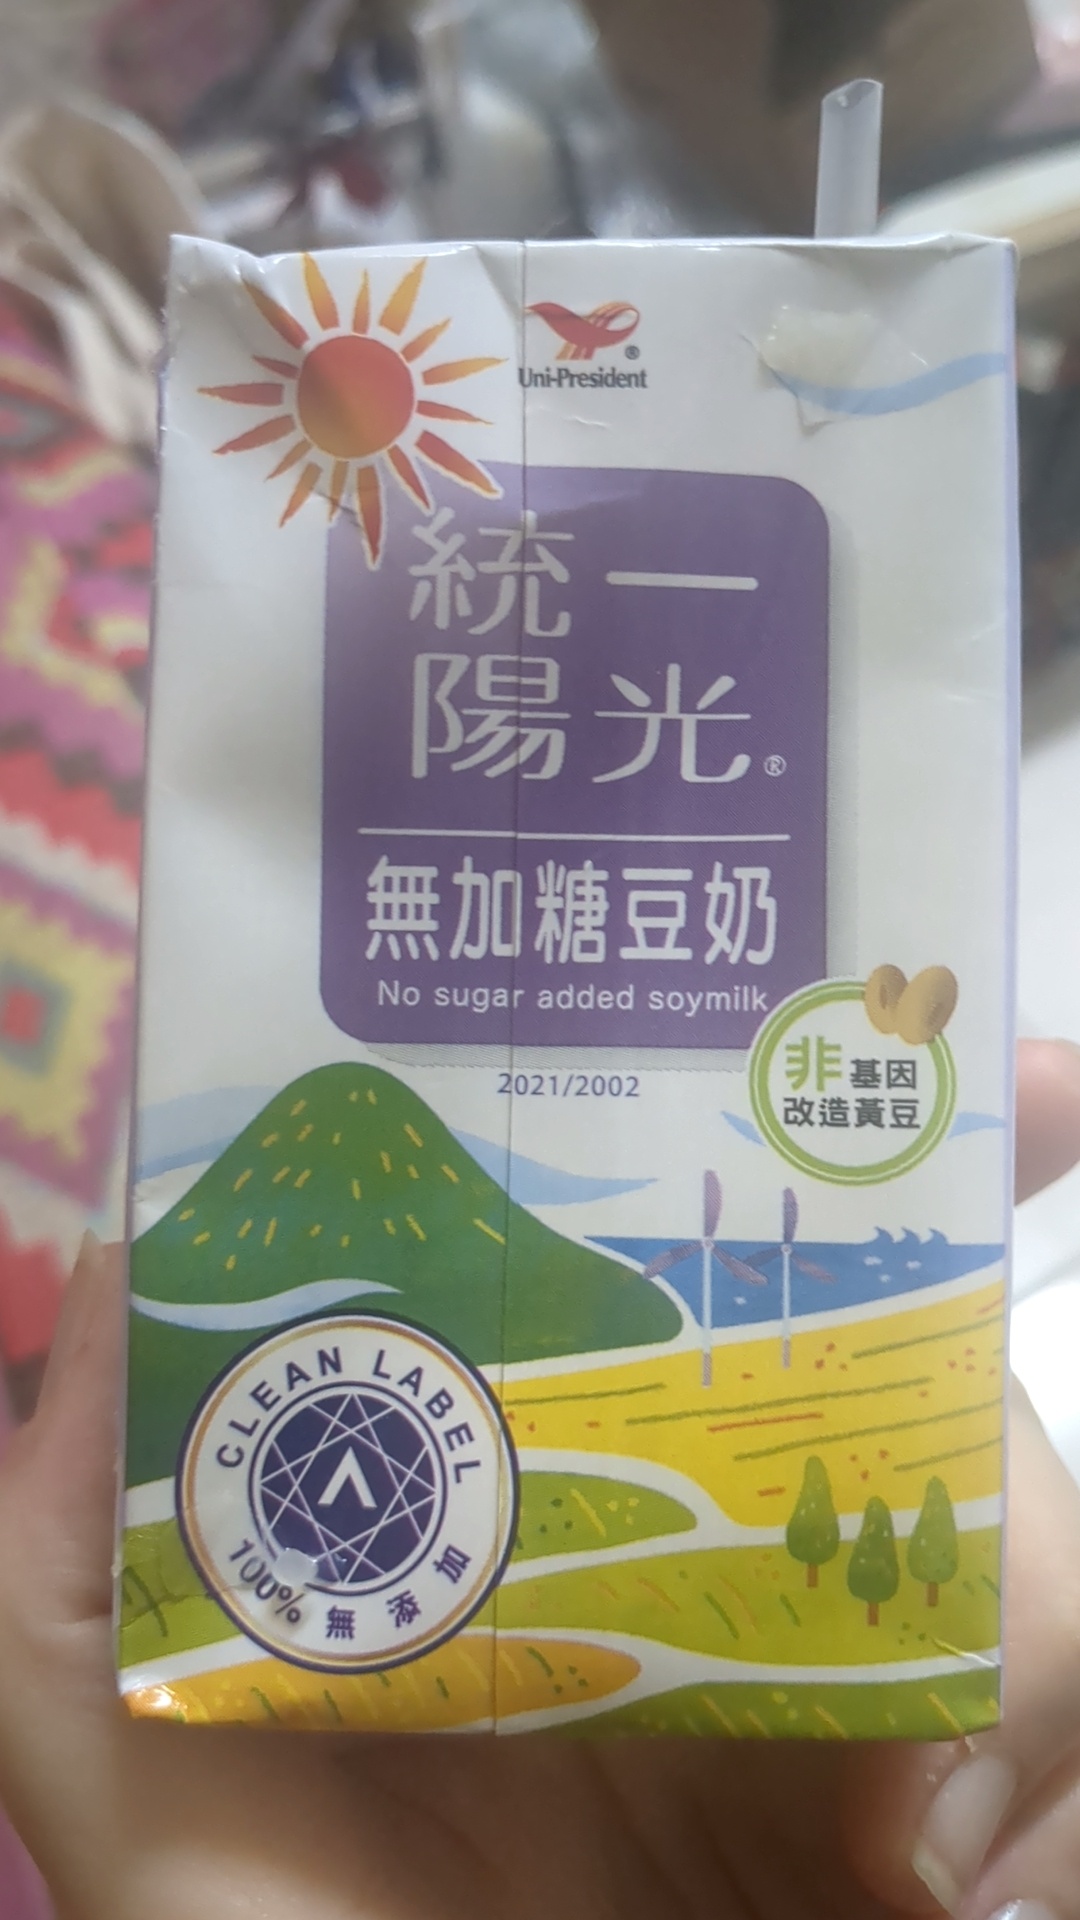 Uni-President®
統一
陽光®
無加糖豆奶
No sugar added soymilk
2021/2002
非基因
改造黃豆
CLEAN LABEL
100% 無添加